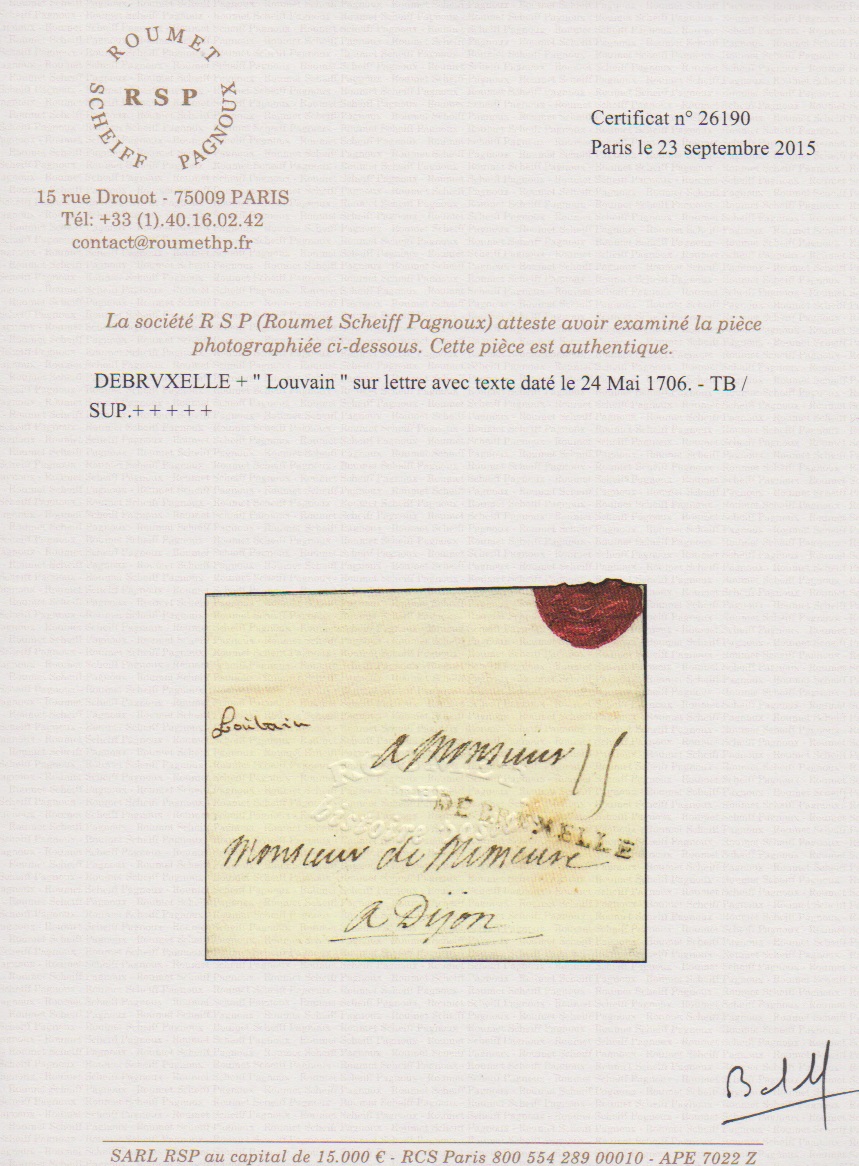 ROUMET
SCHEIFF
R S P
PAGNOUX
15 rue Drouot - 75009 PARIS
Tél: +33 (1).40.16.02.42
contact@roumethp.fr
Certificat n° 26190
Paris le 23 septembre 2015
La société R S P (Roumet Scheiff Pagnoux) atteste avoir examiné la pièce
photographiée ci-dessous. Cette pièce est authentique.
DEBRVXELLE + " Louvain " sur lettre avec texte daté le 24 Mai 1706. - TB /
SUP.+ + + + +
Louvain
a Monsieur 15
DE BRVXELLE
Monsieur de Mimeure
a Dijon
SARL RSP au capital de 15.000 € - RCS Paris 800 554 289 00010 - APE 7022 Z